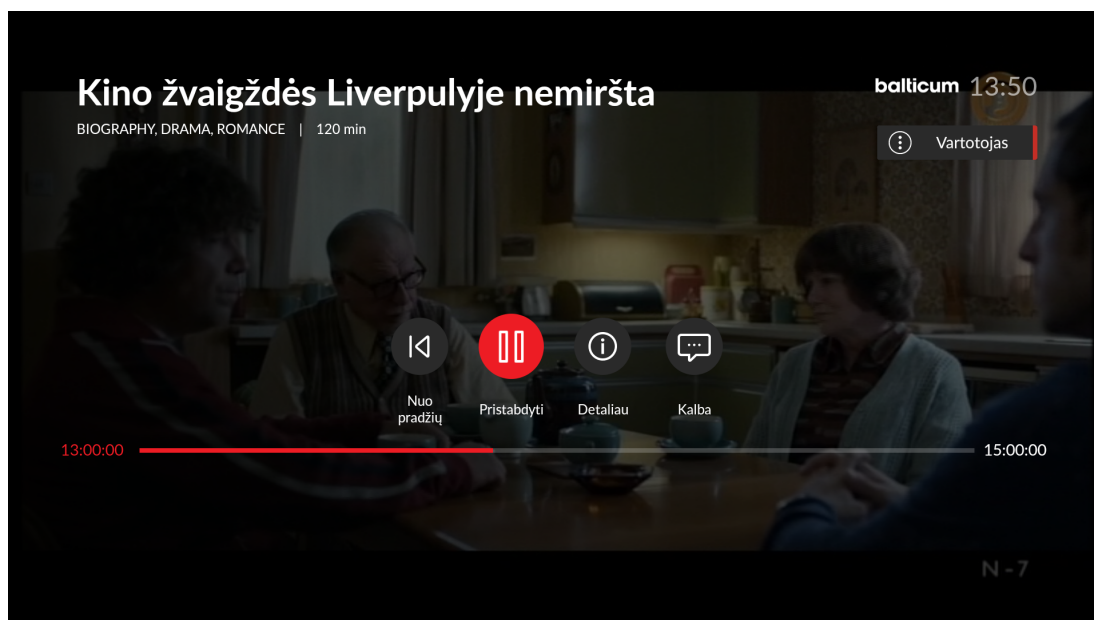 Kino žvaigždės Liverpulyje nemiršta
balticum 13:50
BIOGRAPHY, DRAMA, ROMANCE | 120 min
Vartotojas
Nuo
pradžių
Pristabdyti
Detaliau
Kalba
13:00:00
15:00:00
N-7